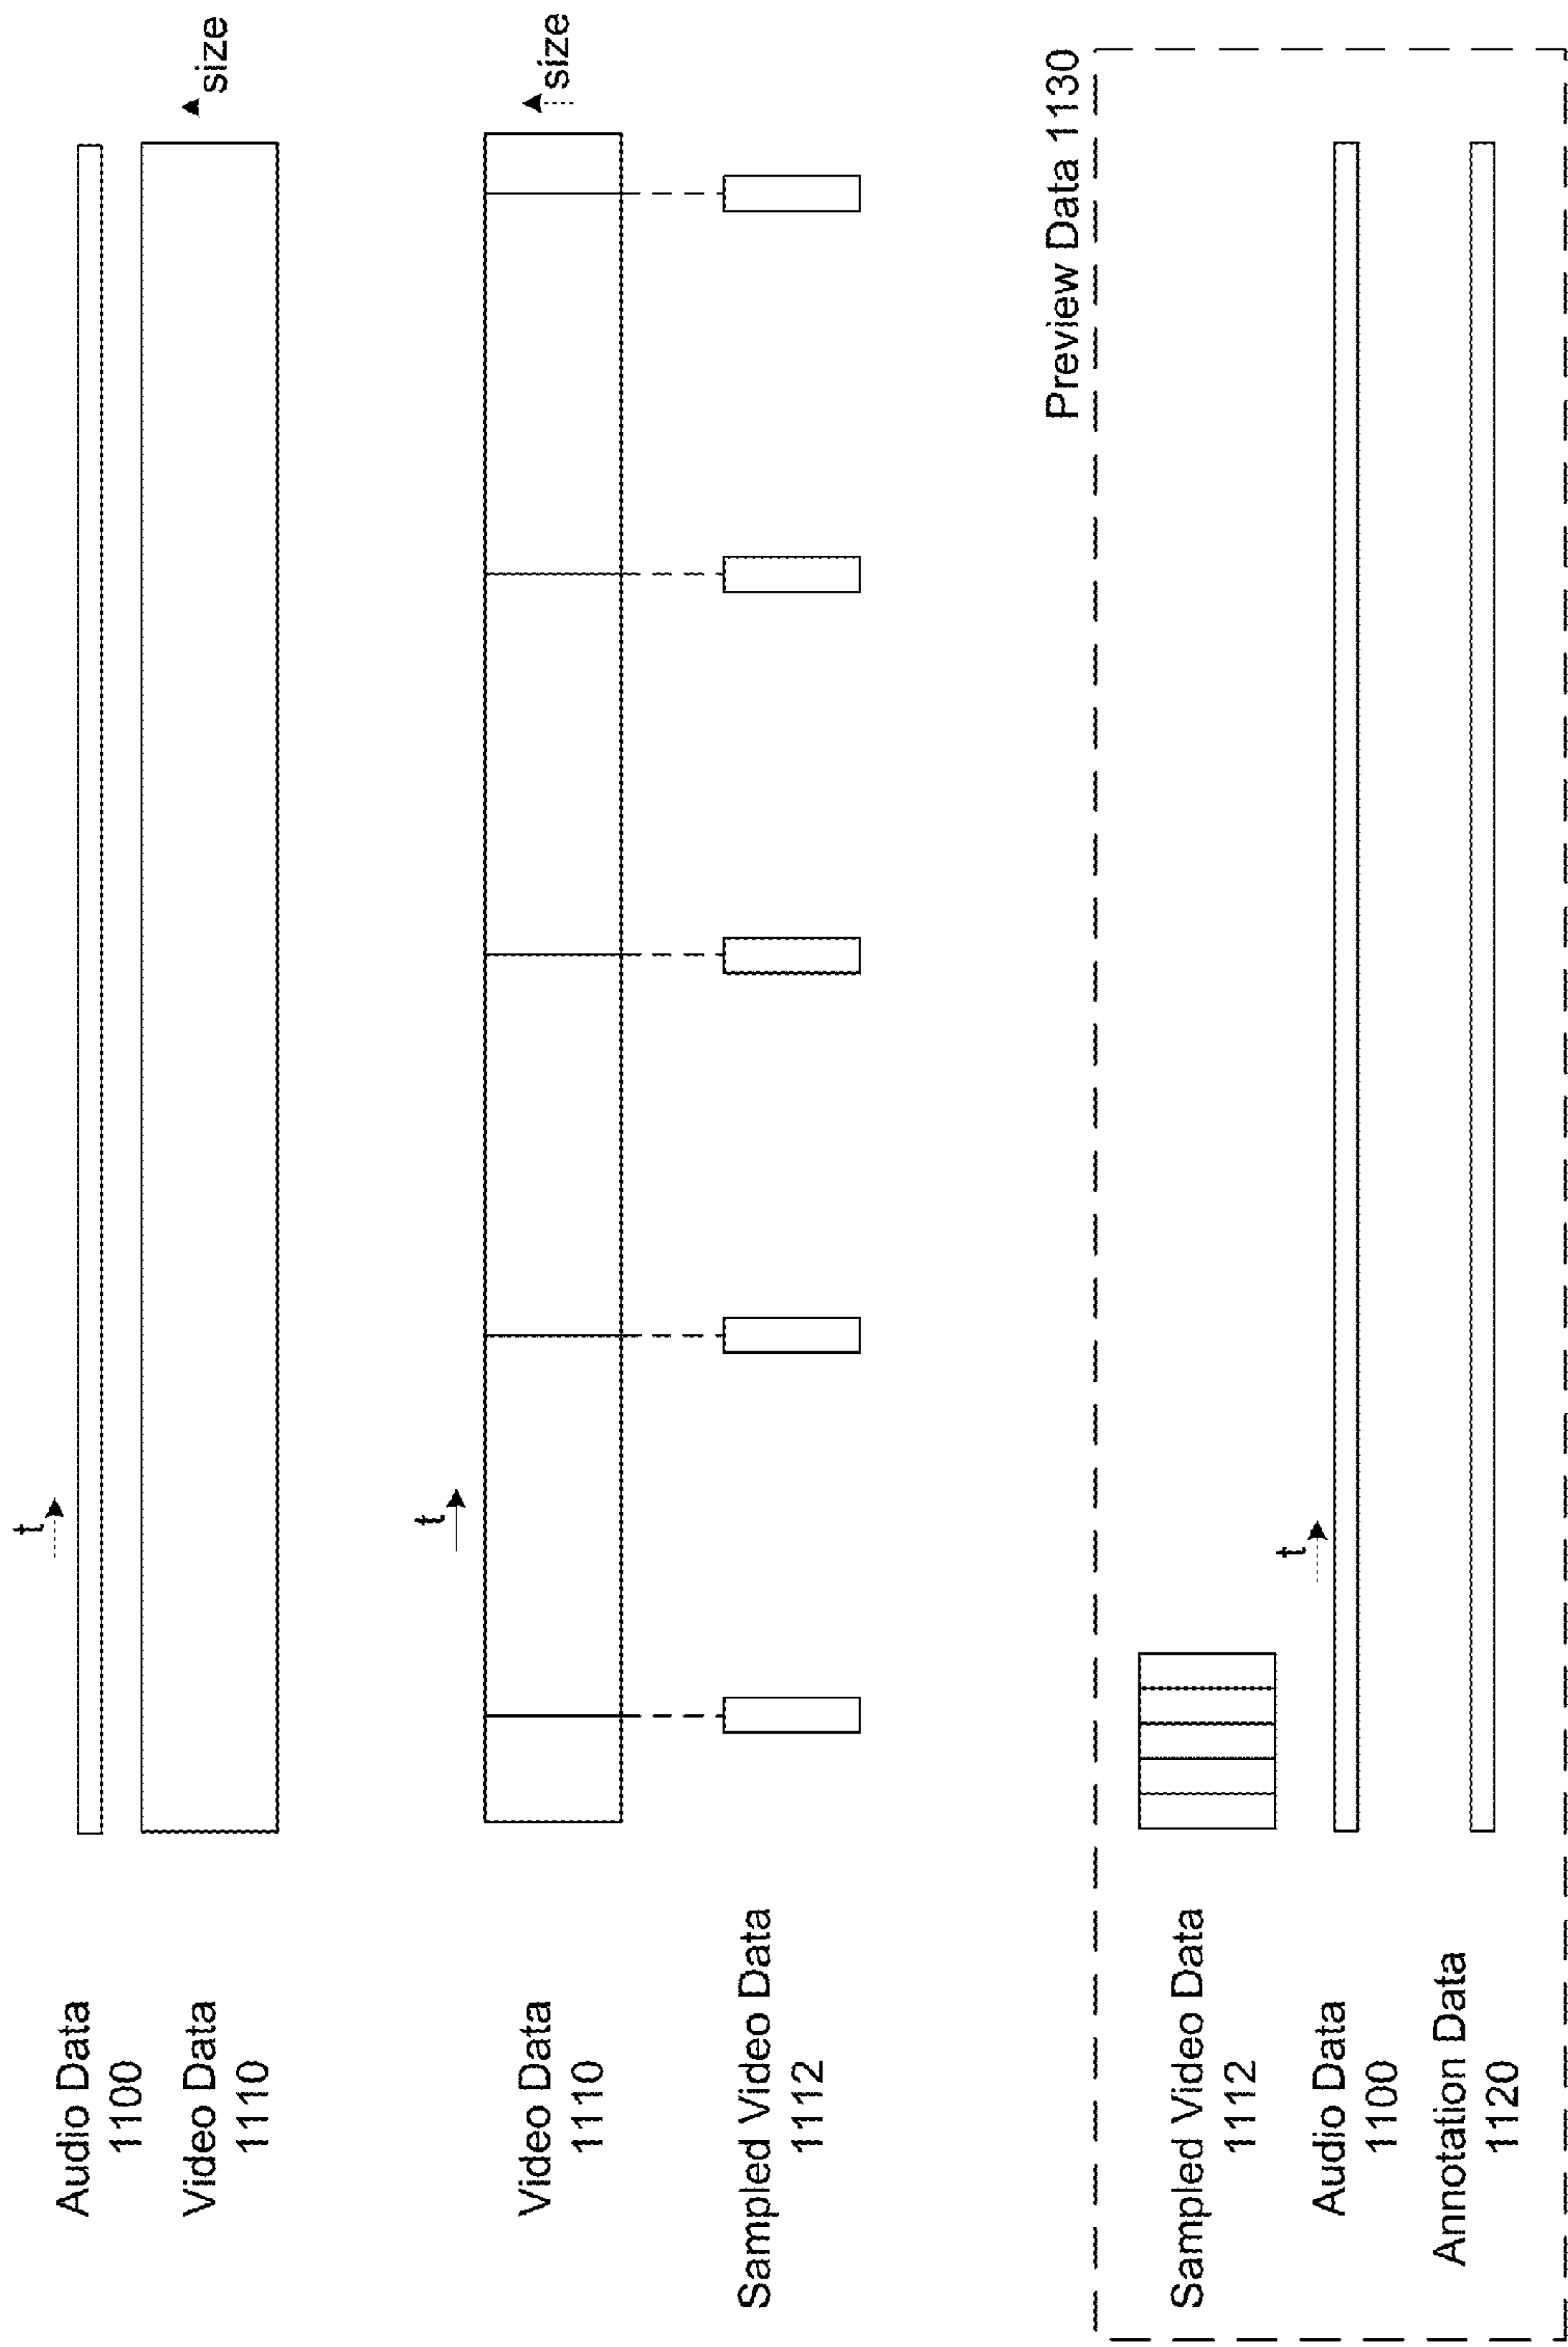 t
Audio Data
1100
Video Data
1110
size
t
Video Data
1110
size
Sampled Video Data
1112
Preview Data 1130
Sampled Video Data
1112
t
Audio Data
1100
Annotation Data
1120